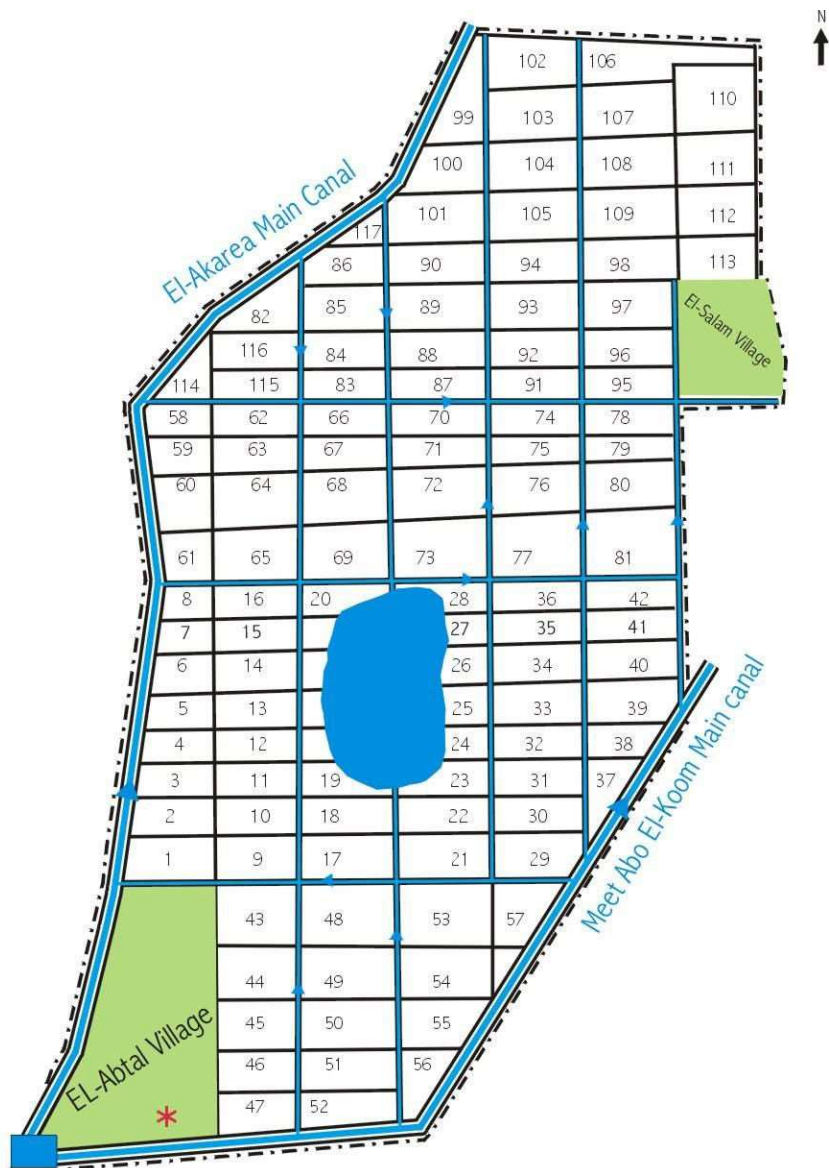 N
102 106
110
99 103 107
100 104 108 111
101 105 109 112
117
El-Akarea Main Canal
86 90 94 98 113
82 85 89 93 97
El-Salam Village
116 84 88 92 96
114 115 83 87 91 95
58 62 66 70 74 78
59 63 67 71 75 79
60 64 68 72 76 80
61 65 69 73 77 81
8 16 20 28 36 42
7 15 27 35 41
6 14 26 34 40
5 13 25 33 39
4 12 24 32 38
3 11 19 23 31 37
2 10 18 22 30
1 9 17 21 29
Meet Abo El-Koom Main canal
43 48 53 57
44 49 54
45 50 55
46 51 56
47 52
EL-Abtal Village